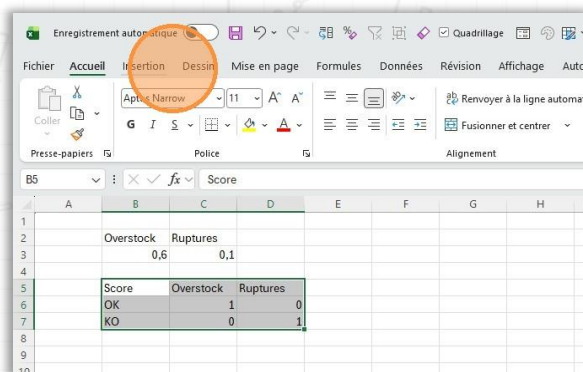 Enregistrement automatique Quadrillage
Fichier Accueil Insertion Dessin Mise en page Formules Données Révision Affichage
Coller Aptos Narrow 11 A A Renvoyer à la ligne
G I S A Fusionner et centrer
Presse-papiers Police Alignement
B5 fx Score
A B C D E F G H
1
2 Overstock Ruptures
3 0,6 0,1
4
5 Score Overstock Ruptures
6 OK 1 0
7 KO 0 1
8
9
10